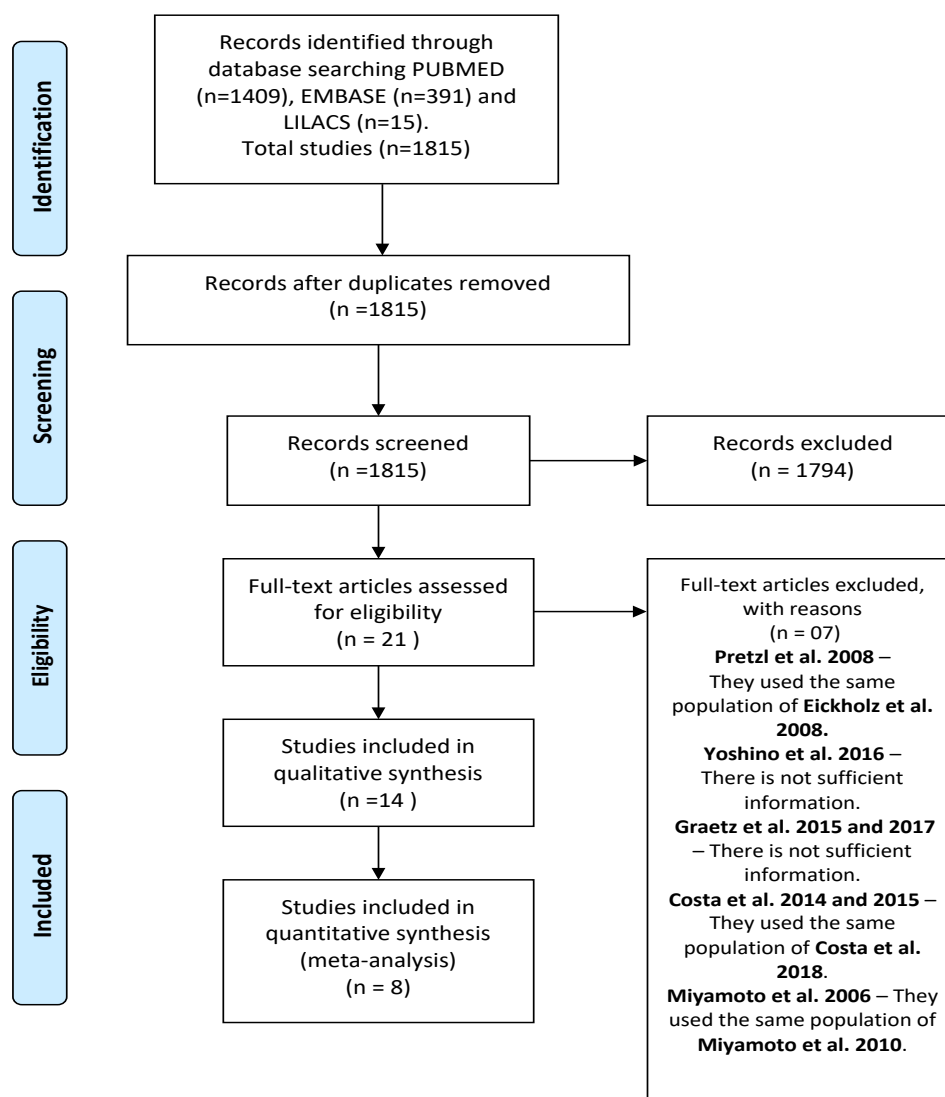 Identification
Records identified through
database searching PUBMED
(n=1409), EMBASE (n=391) and
LILACS (n=15).
Total studies (n=1815)
Records after duplicates removed
(n =1815)
Screening
Records screened
(n =1815)
Records excluded
(n = 1794)
Eligibility
Full-text articles assessed
for eligibility
(n = 21 )
Full-text articles excluded,
with reasons
(n = 07)
Pretzl et al. 2008 –
They used the same
population of Eickholz et al.
2008.
Yoshino et al. 2016 –
There is not sufficient
information.
Graetz et al. 2015 and 2017
– There is not sufficient
information.
Costa et al. 2014 and 2015 –
They used the same
population of Costa et al.
2018.
Miyamoto et al. 2006 – They
used the same population of
Miyamoto et al. 2010.
Studies included in
qualitative synthesis
(n =14 )
Included
Studies included in
quantitative synthesis
(meta-analysis)
(n = 8)